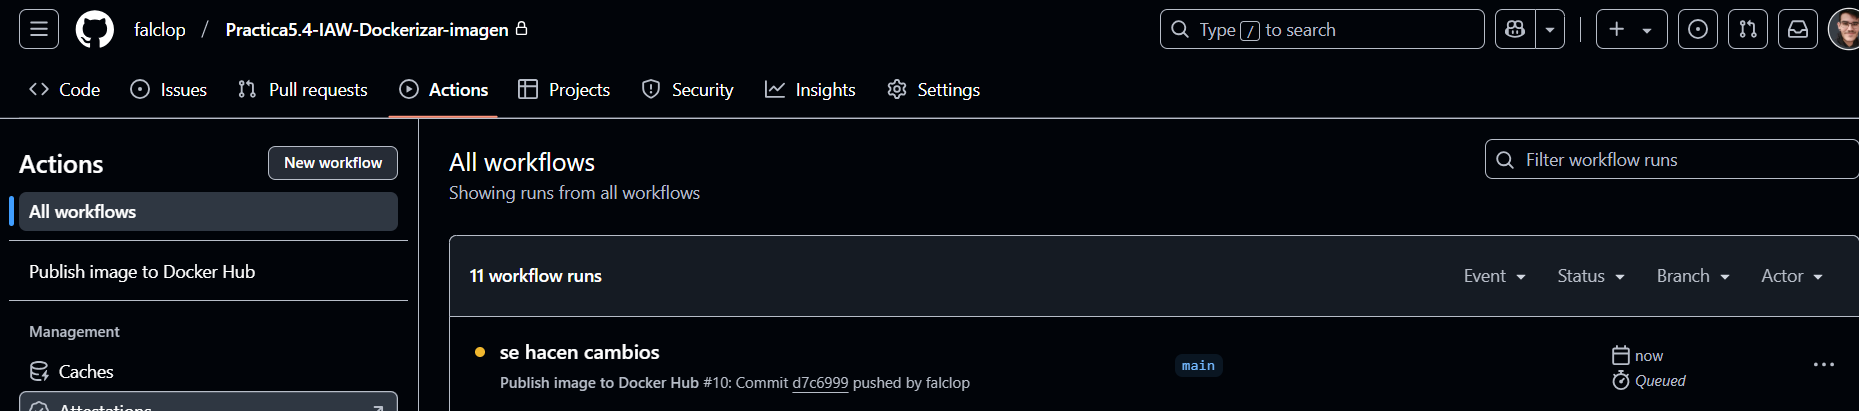 falclop / Practica5.4-IAW-Dockerizar-imagen
Type / to search
Code Issues Pull requests Actions Projects Security Insights Settings
Actions
New workflow
All workflows
Publish image to Docker Hub
Management
Caches
Attestations
All workflows
Showing runs from all workflows
Filter workflow runs
11 workflow runs
Event Status Branch Actor
se hacen cambios
Publish image to Docker Hub #10: Commit d7c6999 pushed by falclop
main
now
Queued